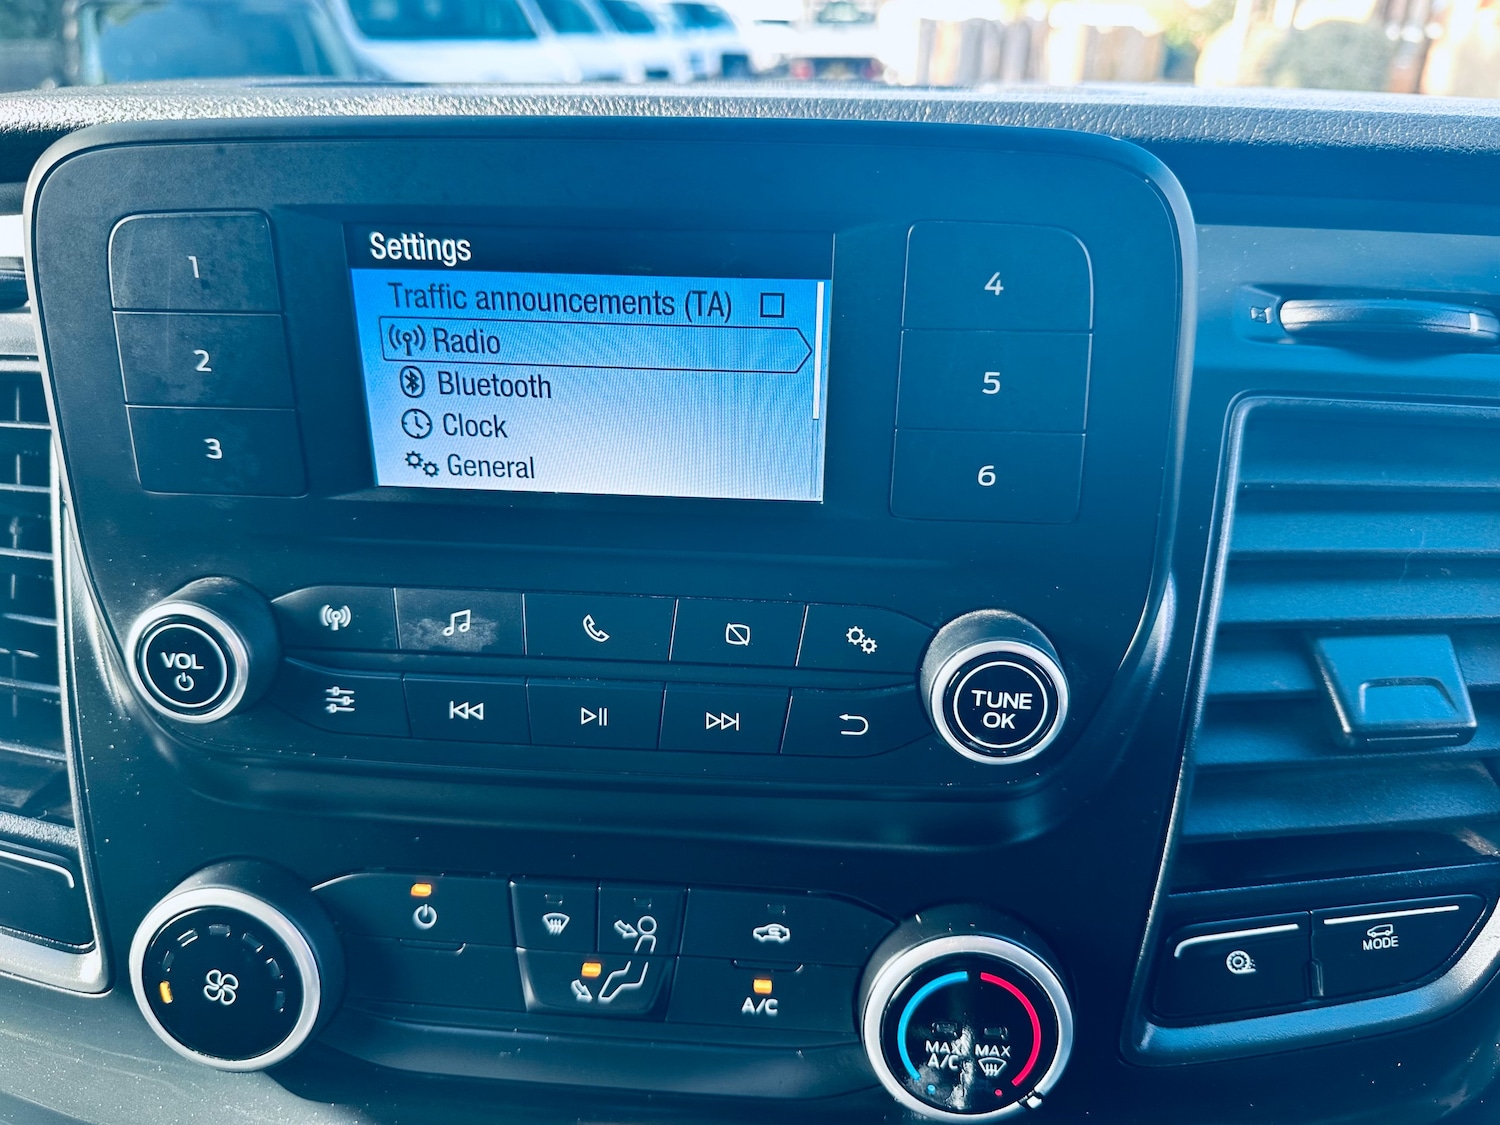 Settings
Traffic announcements (TA)
Radio
Bluetooth
Clock
General
1
2
3
4
5
6
VOL
TUNE
OK
A/C
MAX
A/C
MAX
MODE